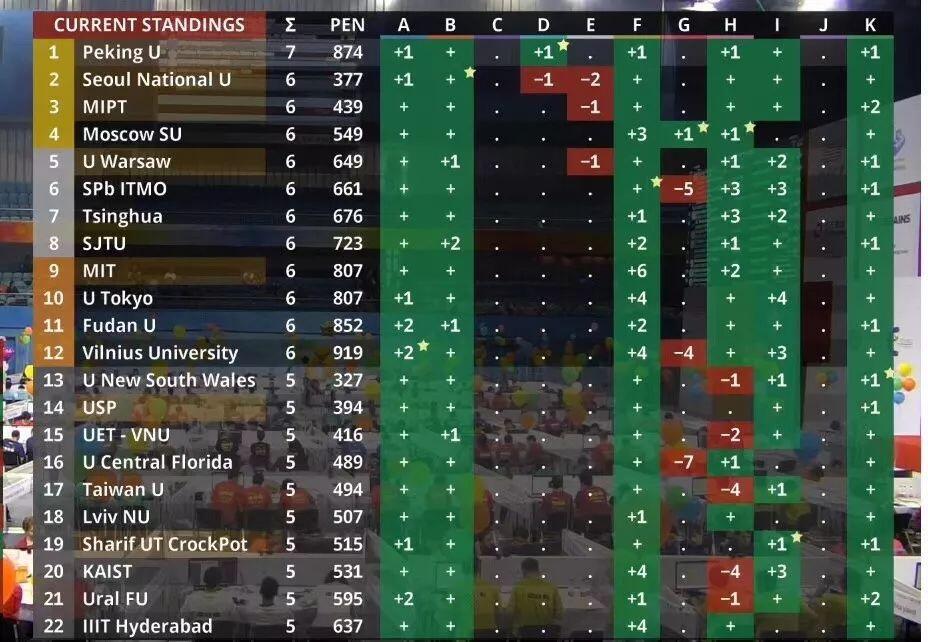 CURRENT STANDINGS Σ PEN A B C D E F G H I J K
1 Peking U 7 874 +1 + . +1 . +1 . +1 + . +1
2 Seoul National U 6 377 +1 + . −1 −2 + . + + . +
3 MIPT 6 439 + + . . −1 + . + + . +2
4 Moscow SU 6 549 + + . . . +3 +1 +1 . . +
5 U Warsaw 6 649 + +1 . . −1 + . +1 +2 . +1
6 SPb ITMO 6 661 + + . . . + −5 +3 +3 . +1
7 Tsinghua 6 676 + + . . . +1 . +3 +2 . +
8 SJTU 6 723 + +2 . . . +2 . +1 + . +1
9 MIT 6 807 + + . . . +6 . +2 + . +
10 U Tokyo 6 807 +1 + . . . +4 . + +4 . +
11 Fudan U 6 852 +2 +1 . . . +2 . + + . +1
12 Vilnius University 6 919 +2 + . . . +4 −4 + +3 . +
13 U New South Wales 5 327 + + . . . + . −1 +1 . +1
14 USP 5 394 + + . . . + . . + . +1
15 UET - VNU 5 416 + +1 . . . + . −2 + . +
16 U Central Florida 5 489 + + . . . + −7 +1 . . +
17 Taiwan U 5 494 + + . . . + . −4 +1 . +
18 Lviv NU 5 507 + + . . . +1 . + . . +
19 Sharif UT CrockPot 5 515 +1 + . . . + . . +1 . +1
20 KAIST 5 531 + + . . . +4 . −4 +3 . +
21 Ural FU 5 595 +2 + . . . +1 . −1 + . +2
22 IIIT Hyderabad 5 637 + + . . . +4 . + . . +